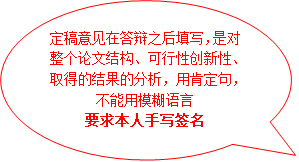 定稿意见在答辩之后填写，是对
整个论文结构、可行性创新性、
取得的结果的分析，用肯定句，
不能用模糊语言
要求本人手写签名